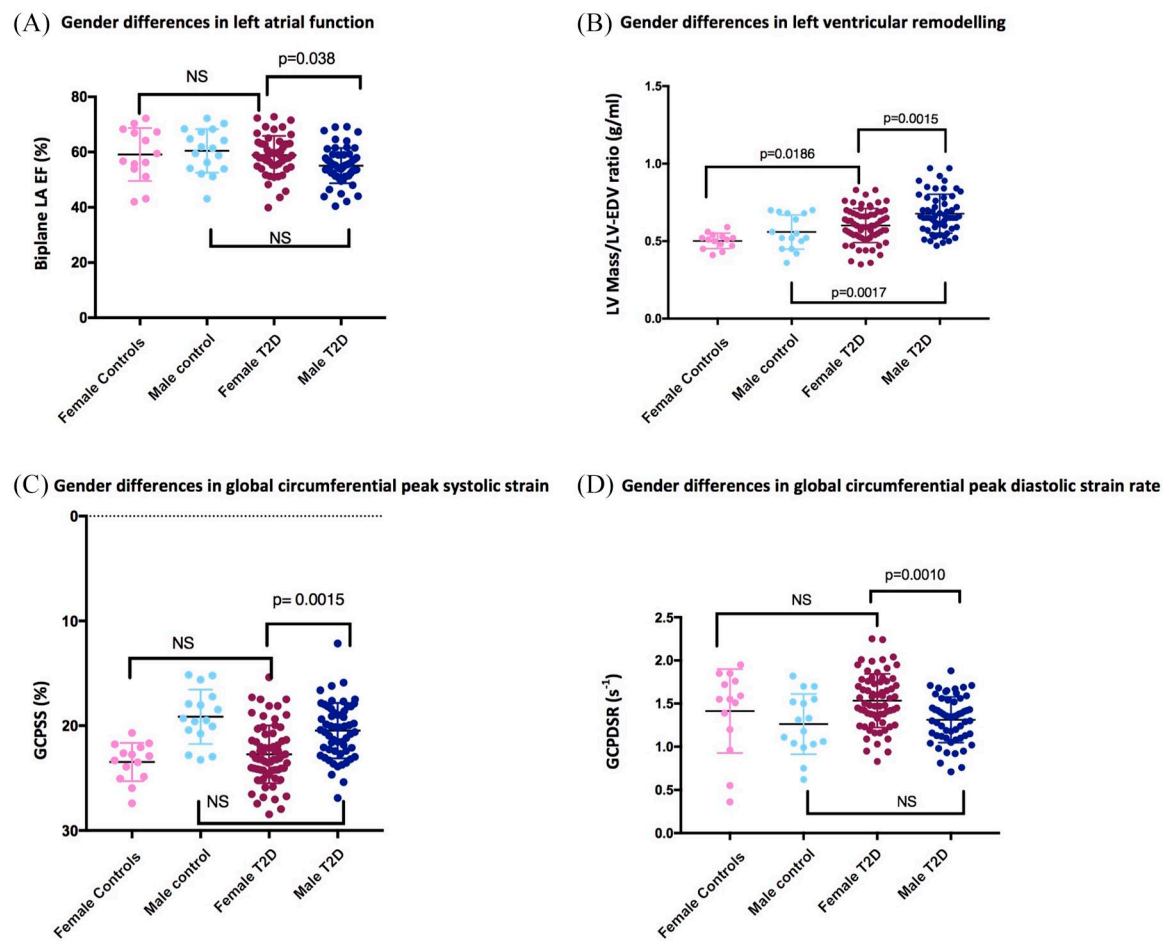 (A) Gender differences in left atrial function
p=0.038
NS
80
60
40
20
0
Biplane LA EF (%)
NS
Female Controls
Male control
Female T2D
Male T2D
(B) Gender differences in left ventricular remodelling
1.5
1.0
0.5
0.0
LV Mass/LV-EDV ratio (g/ml)
p=0.0015
p=0.0186
p=0.0017
Female Controls
Male control
Female T2D
Male T2D
(C) Gender differences in global circumferential peak systolic strain
0
10
20
30
GCPSS (%)
p= 0.0015
NS
NS
Female Controls
Male control
Female T2D
Male T2D
(D) Gender differences in global circumferential peak diastolic strain rate
p=0.0010
NS
2.5
2.0
1.5
1.0
0.5
0.0
GCPDSR (s⁻¹)
NS
Female Controls
Male control
Female T2D
Male T2D